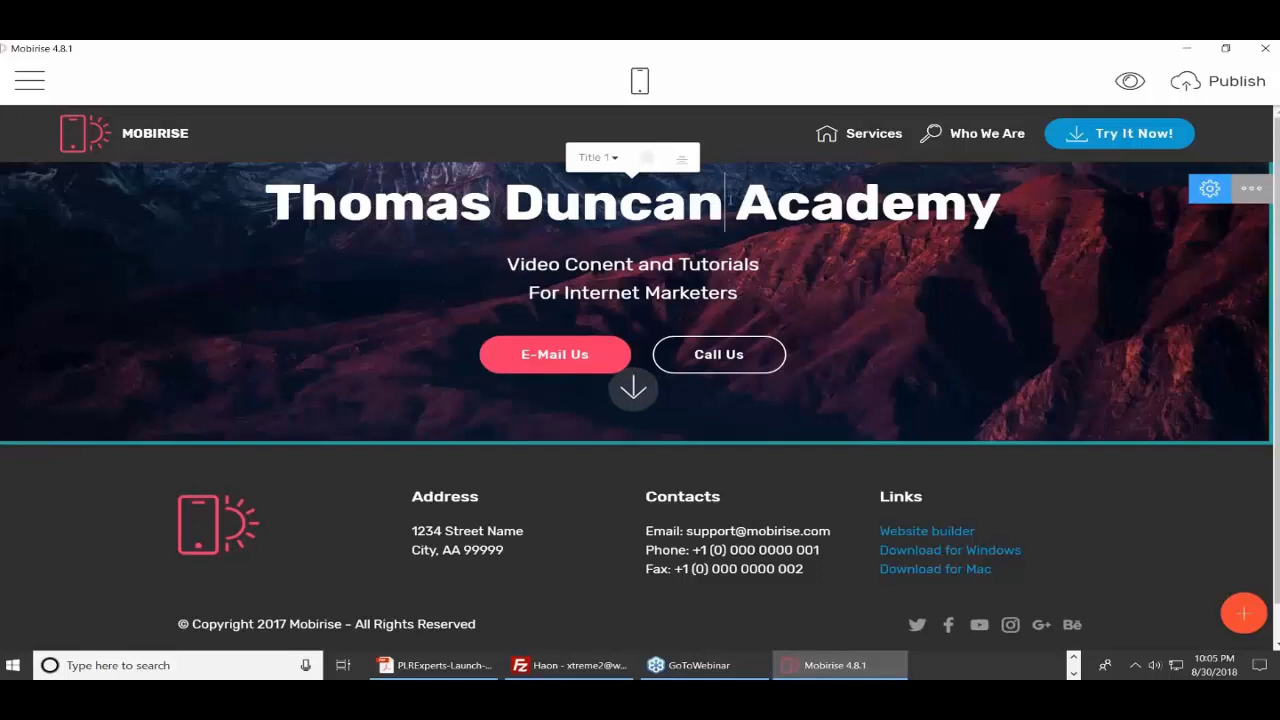 Mobirise 4.8.1
Publish
MOBIRISE
Services
Who We Are
Try It Now!
Title 1
Thomas Duncan Academy
Video Conent and Tutorials
For Internet Marketers
E-Mail Us
Call Us
Address
1234 Street Name
City, AA 99999
Contacts
Email: support@mobirise.com
Phone: +1 (0) 000 0000 001
Fax: +1 (0) 000 0000 002
Links
Website builder
Download for Windows
Download for Mac
© Copyright 2017 Mobirise - All Rights Reserved
G+
Bē
Type here to search
PLRExperts-Launch-...
Haon - xtreme2@w...
GoToWebinar
Mobirise 4.8.1
10:05 PM
8/30/2018